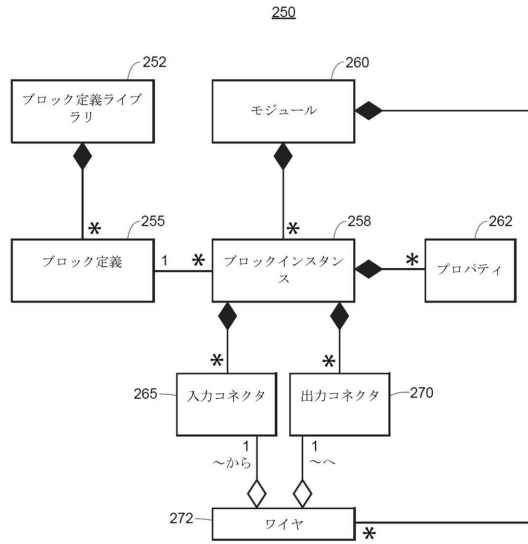 250
252
ブロック定義ライブ
ラリ
260
モジュール
*
*
255
ブロック定義
1
*
258
ブロックインスタン
ス
*
262
プロパティ
*
*
265
入力コネクタ
出力コネクタ
270
1
~から
1
~へ
272
ワイヤ
*